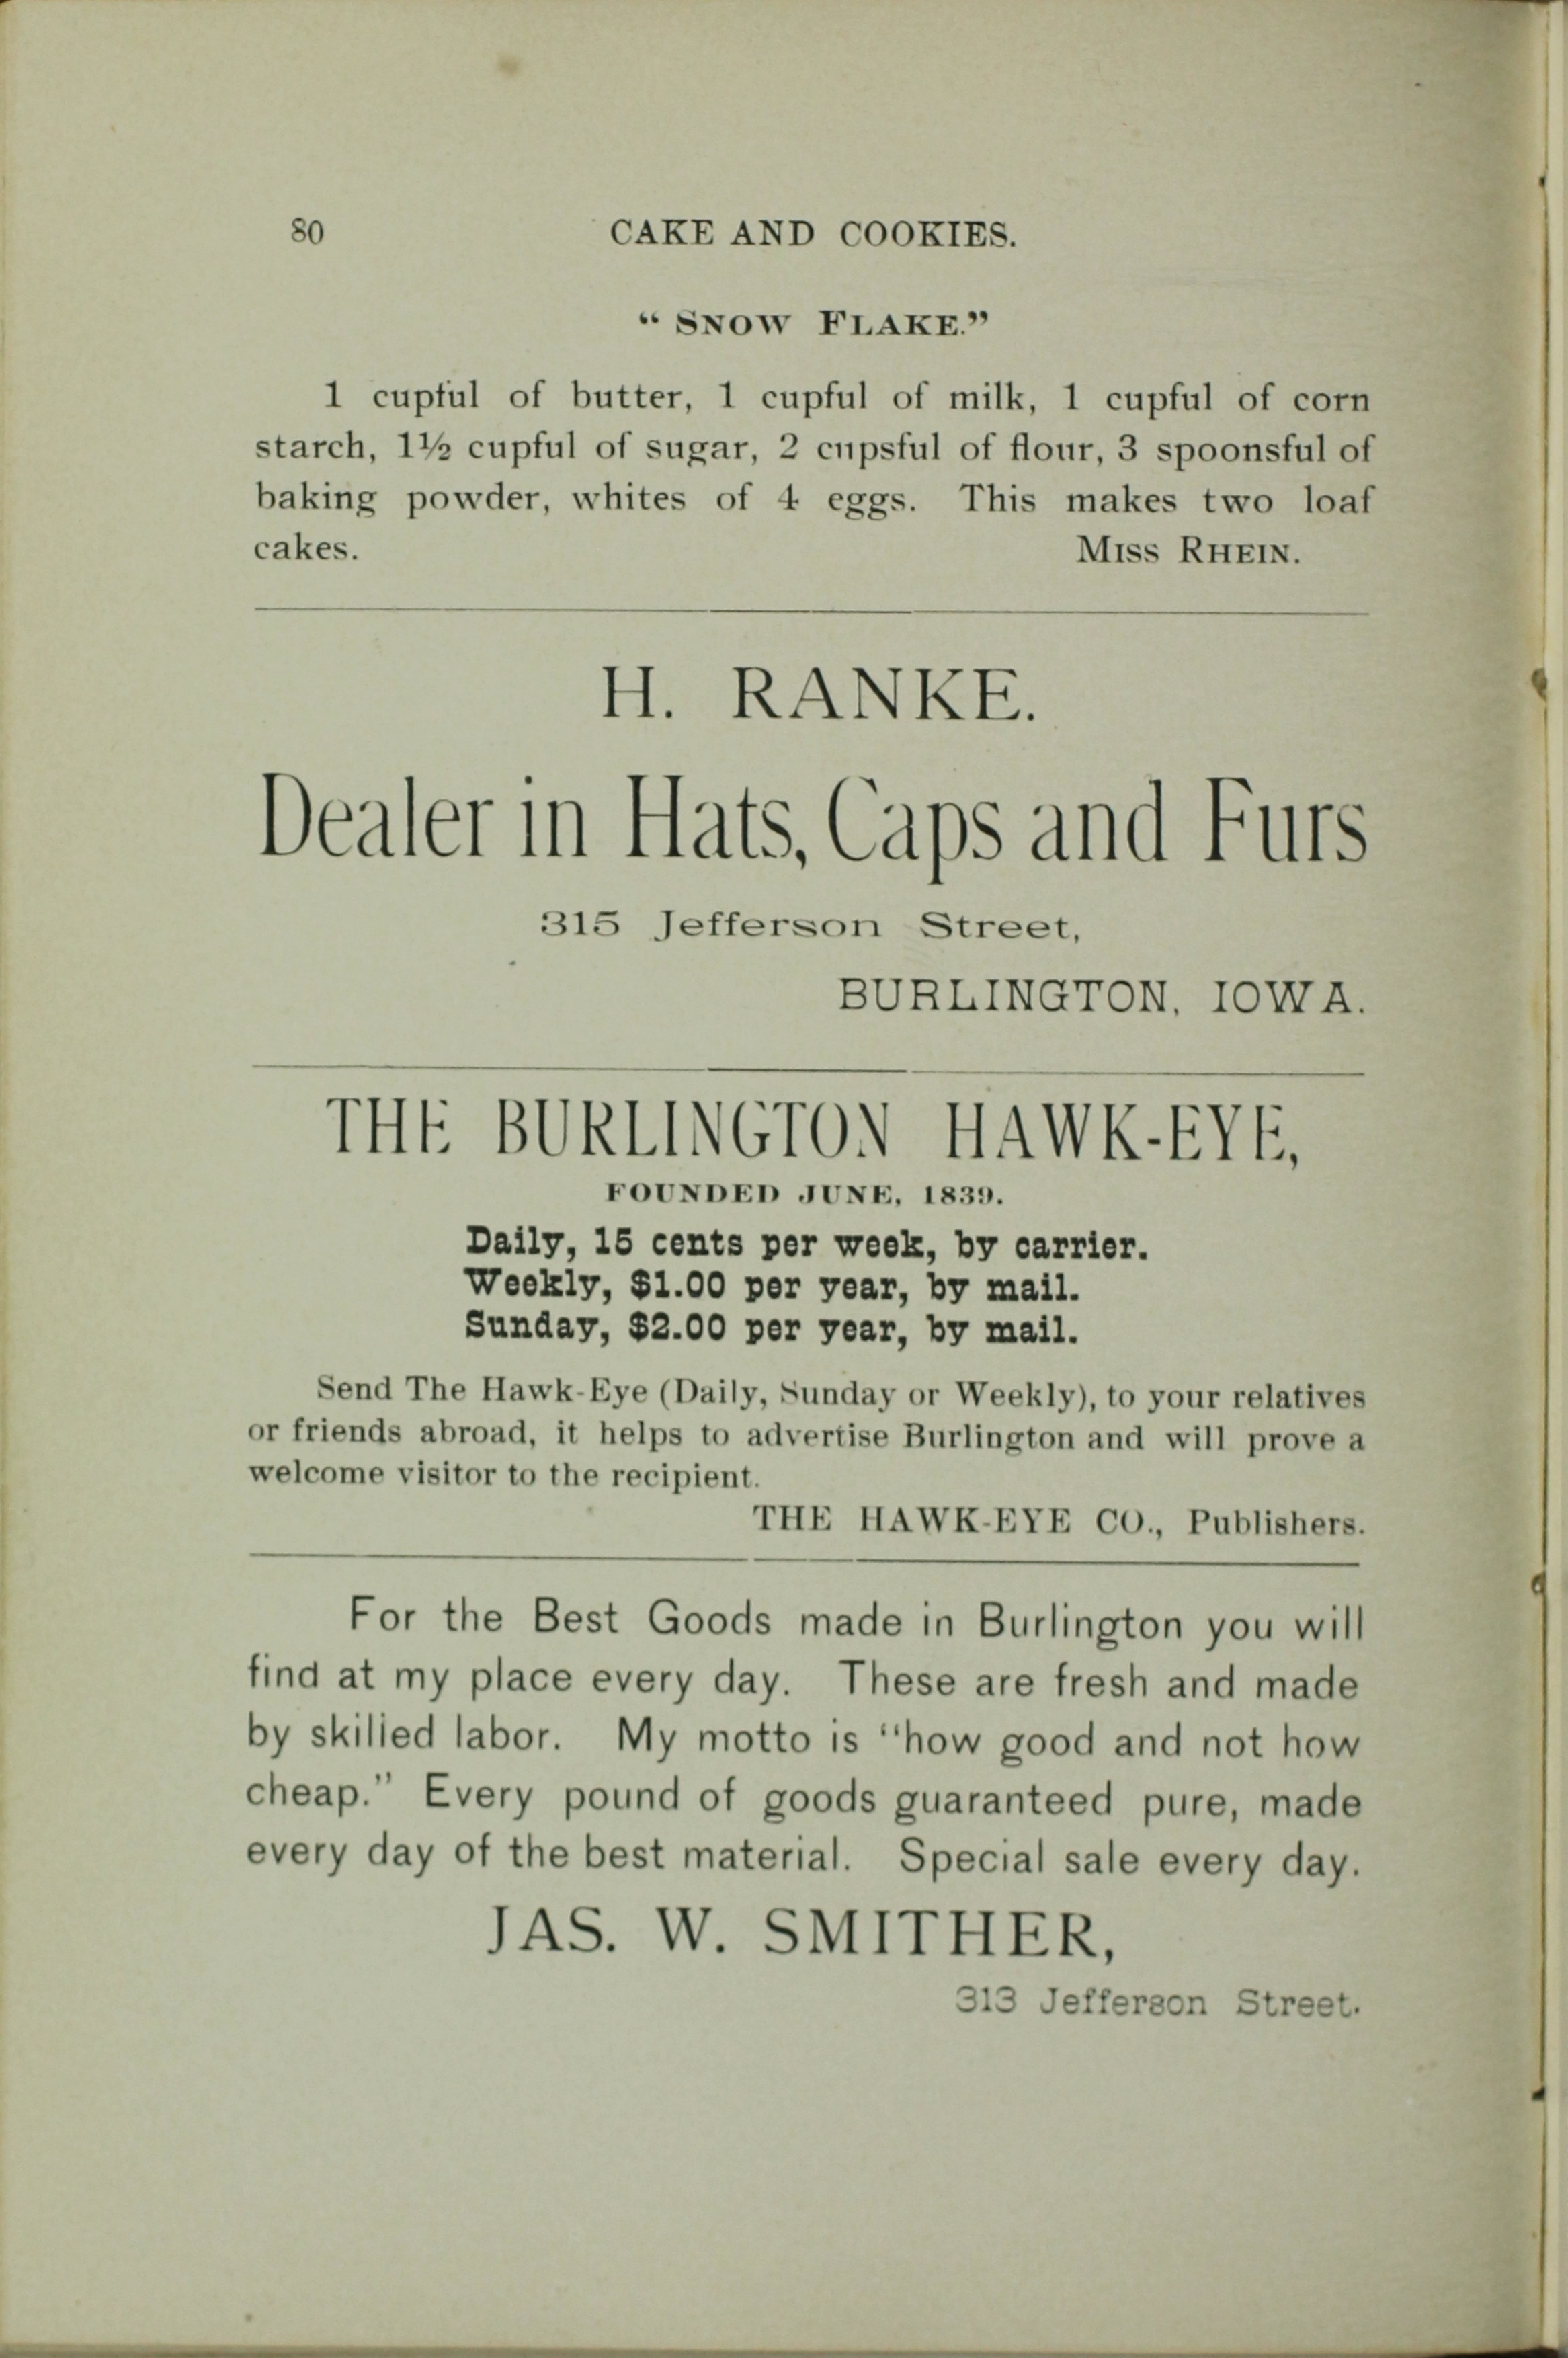 80 CAKE AND COOKIES.
“ SNOW FLAKE.”
1 cupful of butter, 1 cupful of milk, 1 cupful of corn
starch, 1½ cupful of sugar, 2 cupsful of flour, 3 spoonsful of
baking powder, whites of 4 eggs. This makes two loaf
cakes. MISS RHEIN.
H. RANKE.
Dealer in Hats, Caps and Furs
315 Jefferson Street,
BURLINGTON, IOWA.
THE BURLINGTON HAWK-EYE,
FOUNDED JUNE, 1839.
Daily, 15 cents per week, by carrier.
Weekly, $1.00 per year, by mail.
Sunday, $2.00 per year, by mail.
Send The Hawk-Eye (Daily, Sunday or Weekly), to your relatives
or friends abroad, it helps to advertise Burlington and will prove a
welcome visitor to the recipient.
THE HAWK-EYE CO., Publishers.
For the Best Goods made in Burlington you will
find at my place every day. These are fresh and made
by skilled labor. My motto is "how good and not how
cheap." Every pound of goods guaranteed pure, made
every day of the best material. Special sale every day.
JAS. W. SMITHER,
313 Jefferson Street.